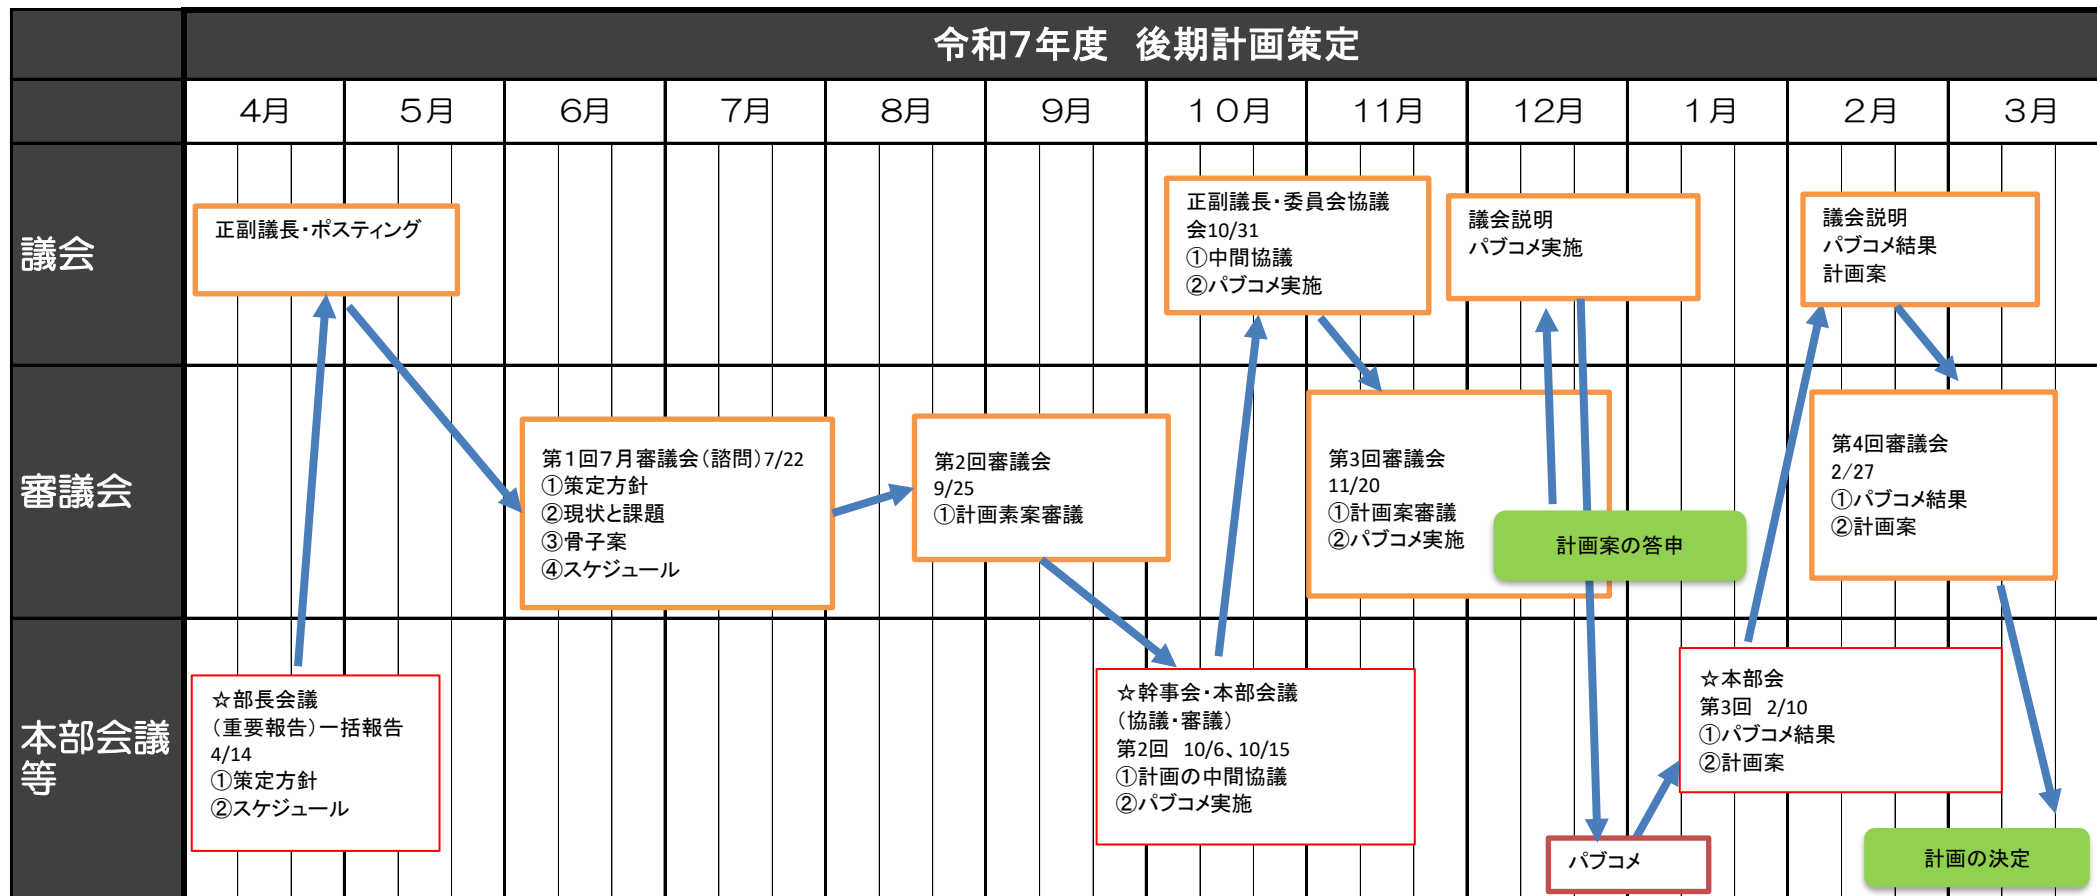 令和7年度　後期計画策定
4月
5月
6月
7月
8月
9月
10月
11月
12月
1月
2月
3月
議会
正副議長・ポスティング
正副議長・委員会協議
会10/31
①中間協議
②パブコメ実施
議会説明
パブコメ実施
議会説明
パブコメ結果
計画案
審議会
第1回7月審議会（諮問）7/22
①策定方針
②現状と課題
③骨子案
④スケジュール
第2回審議会
9/25
①計画素案審議
第3回審議会
11/20
①計画案審議
②パブコメ実施
計画案の答申
第4回審議会
2/27
①パブコメ結果
②計画案
本部会議
等
☆部長会議
（重要報告）一括報告
4/14
①策定方針
②スケジュール
☆幹事会・本部会議
（協議・審議）
第2回　10/6、10/15
①計画の中間協議
②パブコメ実施
☆本部会
第3回　2/10
①パブコメ結果
②計画案
パブコメ
計画の決定